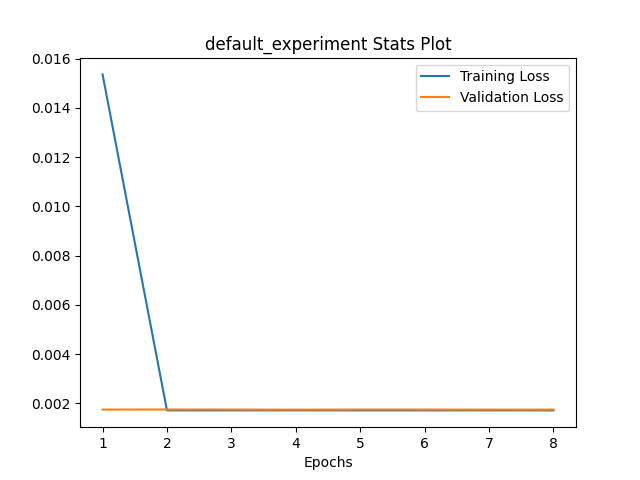 default_experiment Stats Plot
0.016
0.014
0.012
0.010
0.008
0.006
0.004
0.002
Training Loss
Validation Loss
1 2 3 4 5 6 7 8
Epochs